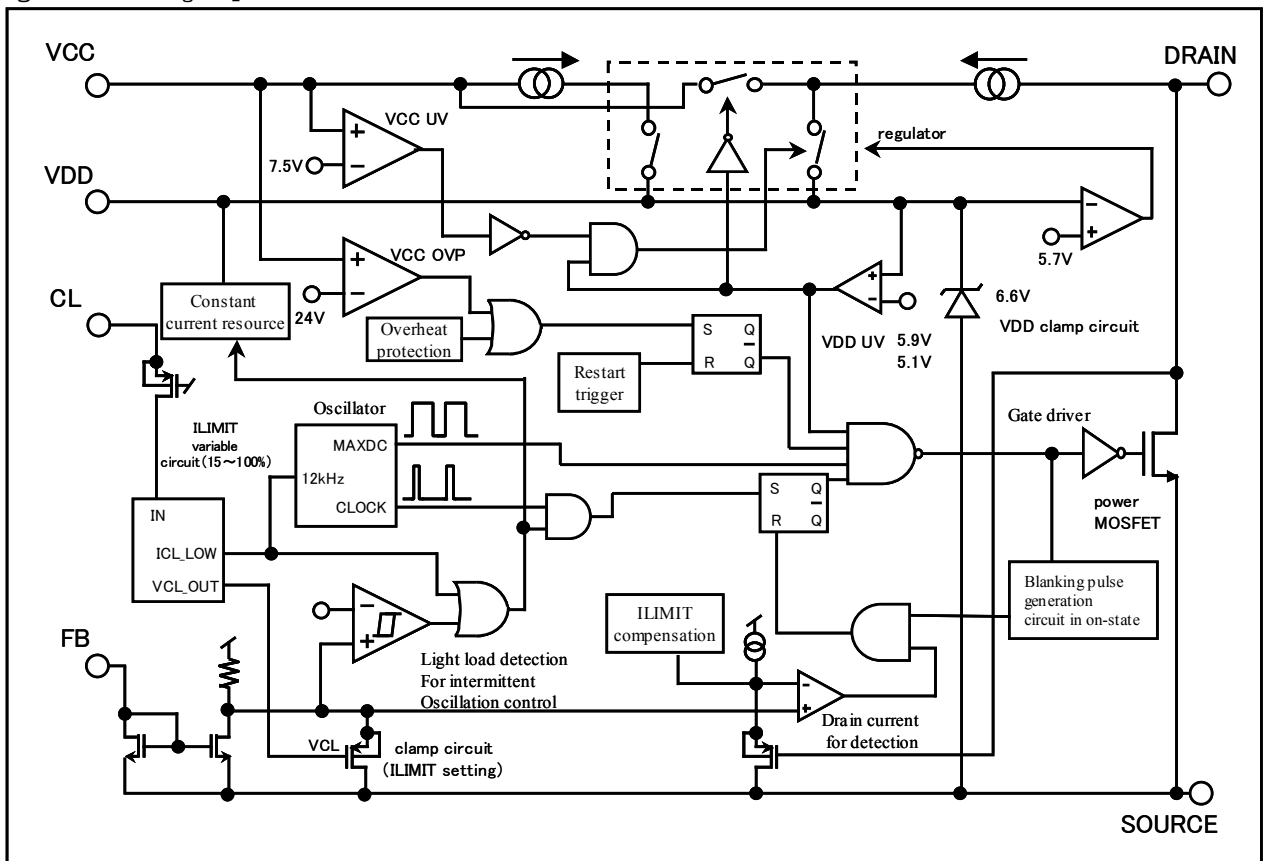 VCC
DRAIN
VCC UV
7.5V
+
−
regulator
VDD
−
+
5.7V
VCC OVP
+
−
24V
CL
Constant
current resource
Overheat
protection
S Q
R Q
Restart
trigger
+
−
VDD UV 5.9V
5.1V
6.6V
VDD clamp circuit
Oscillator
MAXDC
12kHz
CLOCK
ILIMIT
variable
circuit(15～100%)
Gate driver
power
MOSFET
S Q
R Q
IN
ICL_LOW
VCL_OUT
−
+
ILIMIT
compensation
Blanking pulse
generation
circuit in on-state
FB
Light load detection
For intermittent
Oscillation control
−
+
Drain current
for detection
VCL
clamp circuit
(ILIMIT setting)
SOURCE